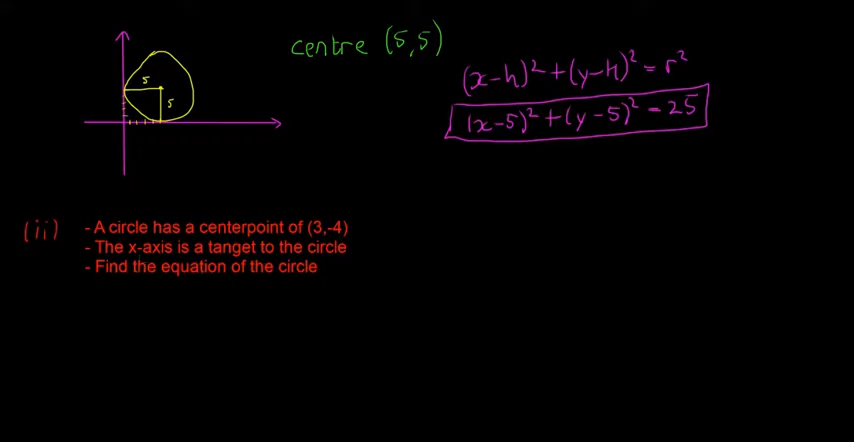 centre (5,5)
(x-h)² + (y-h)² = r²
(x-5)² + (y-5)² = 25
5
5
(ii)
- A circle has a centerpoint of (3,-4)
- The x-axis is a tanget to the circle
- Find the equation of the circle